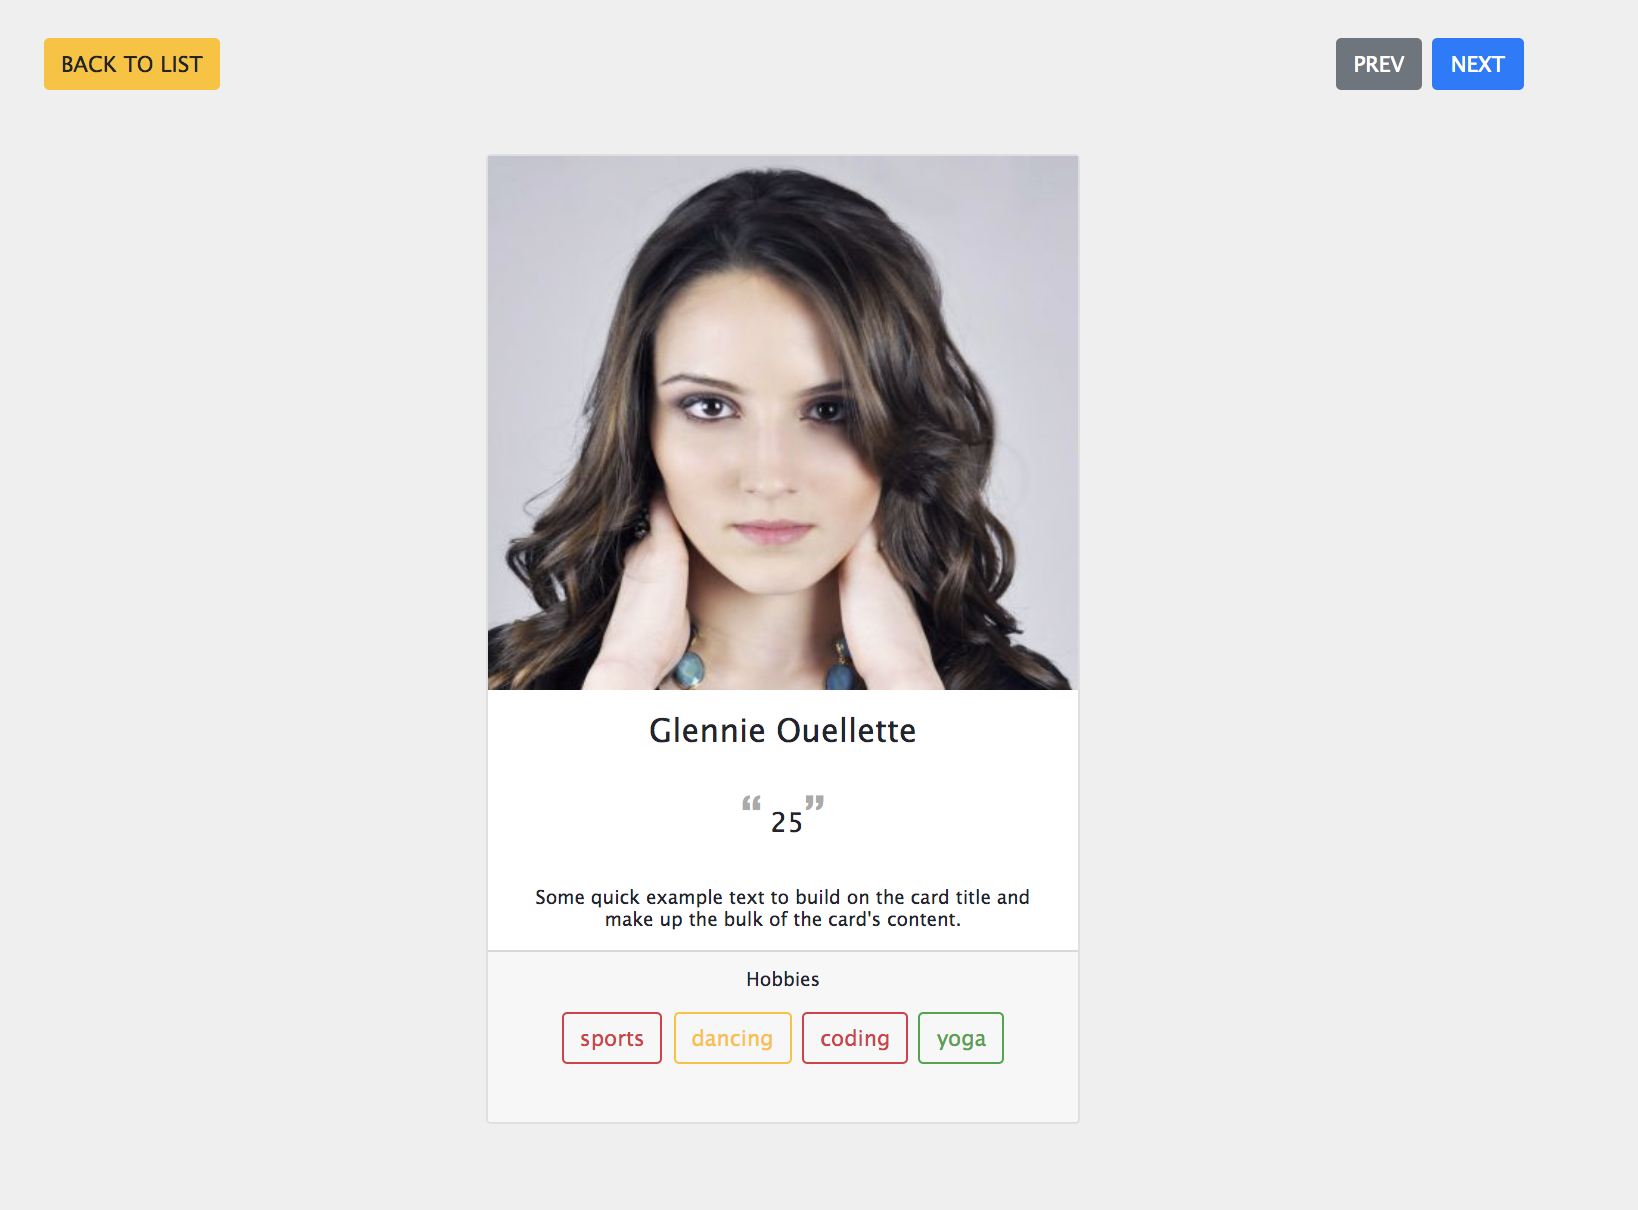 BACK TO LIST
PREV
NEXT
Glennie Ouellette
“ 25 ”
Some quick example text to build on the card title and
make up the bulk of the card's content.
Hobbies
sports dancing coding yoga